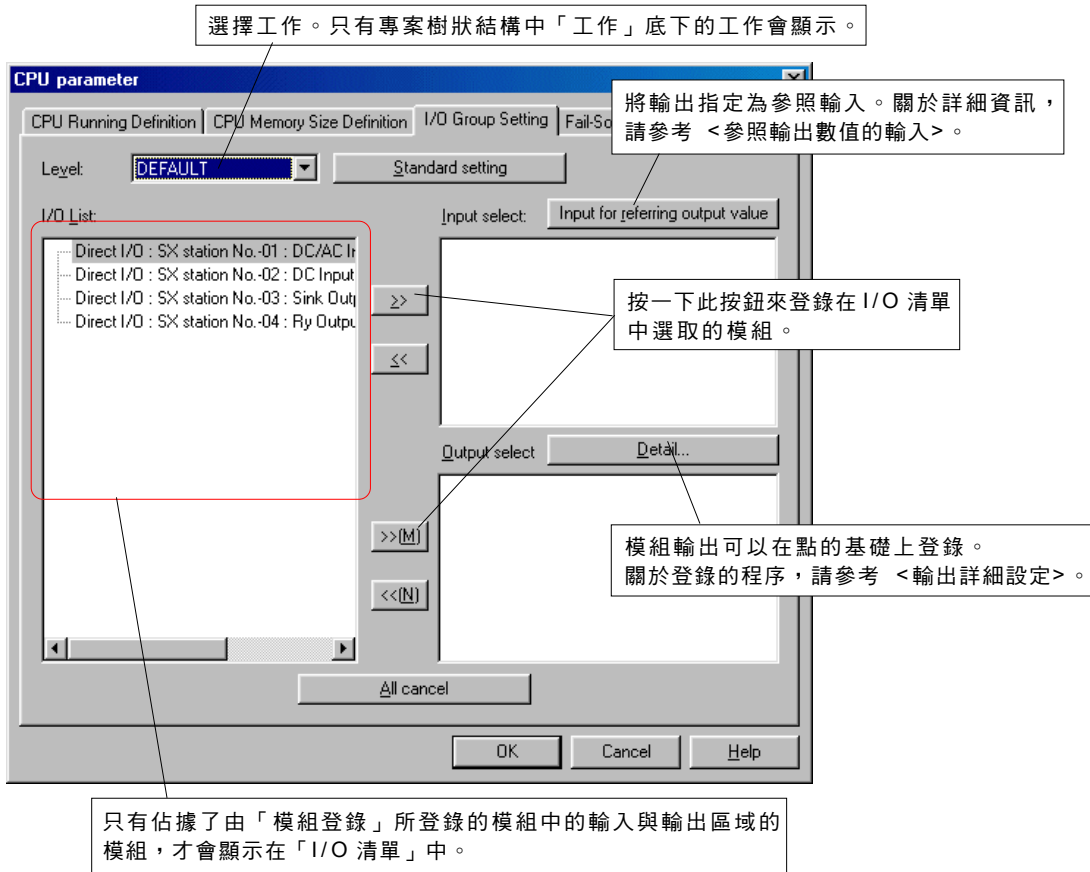 選擇工作。只有專案樹狀結構中「工作」底下的工作會顯示。
CPU parameter
將輸出指定為參照輸入。關於詳細資訊，
請參考 <參照輸出數值的輸入>。
CPU Running Definition
CPU Memory Size Definition
I/O Group Setting
Fail-So
Level:
DEFAULT
Standard setting
I/O List:
Input select:
Input for referring output value
Direct I/O : SX station No.-01 : DC/AC
Direct I/O : SX station No.-02 : DC Input
Direct I/O : SX station No.-03 : Sink Out
Direct I/O : SX station No.-04 : Ry Outpu
>>
<<
按一下此按鈕來登錄在 I/O 清單
中選取的模組。
Output select
Detail...
>>(M)
<<(N)
模組輸出可以在點的基礎上登錄。
關於登錄的程序，請參考 <輸出詳細設定>。
All cancel
OK
Cancel
Help
只有佔據了由「模組登錄」所登錄的模組中的輸入與輸出區域的
模組，才會顯示在「I/O 清單」中。